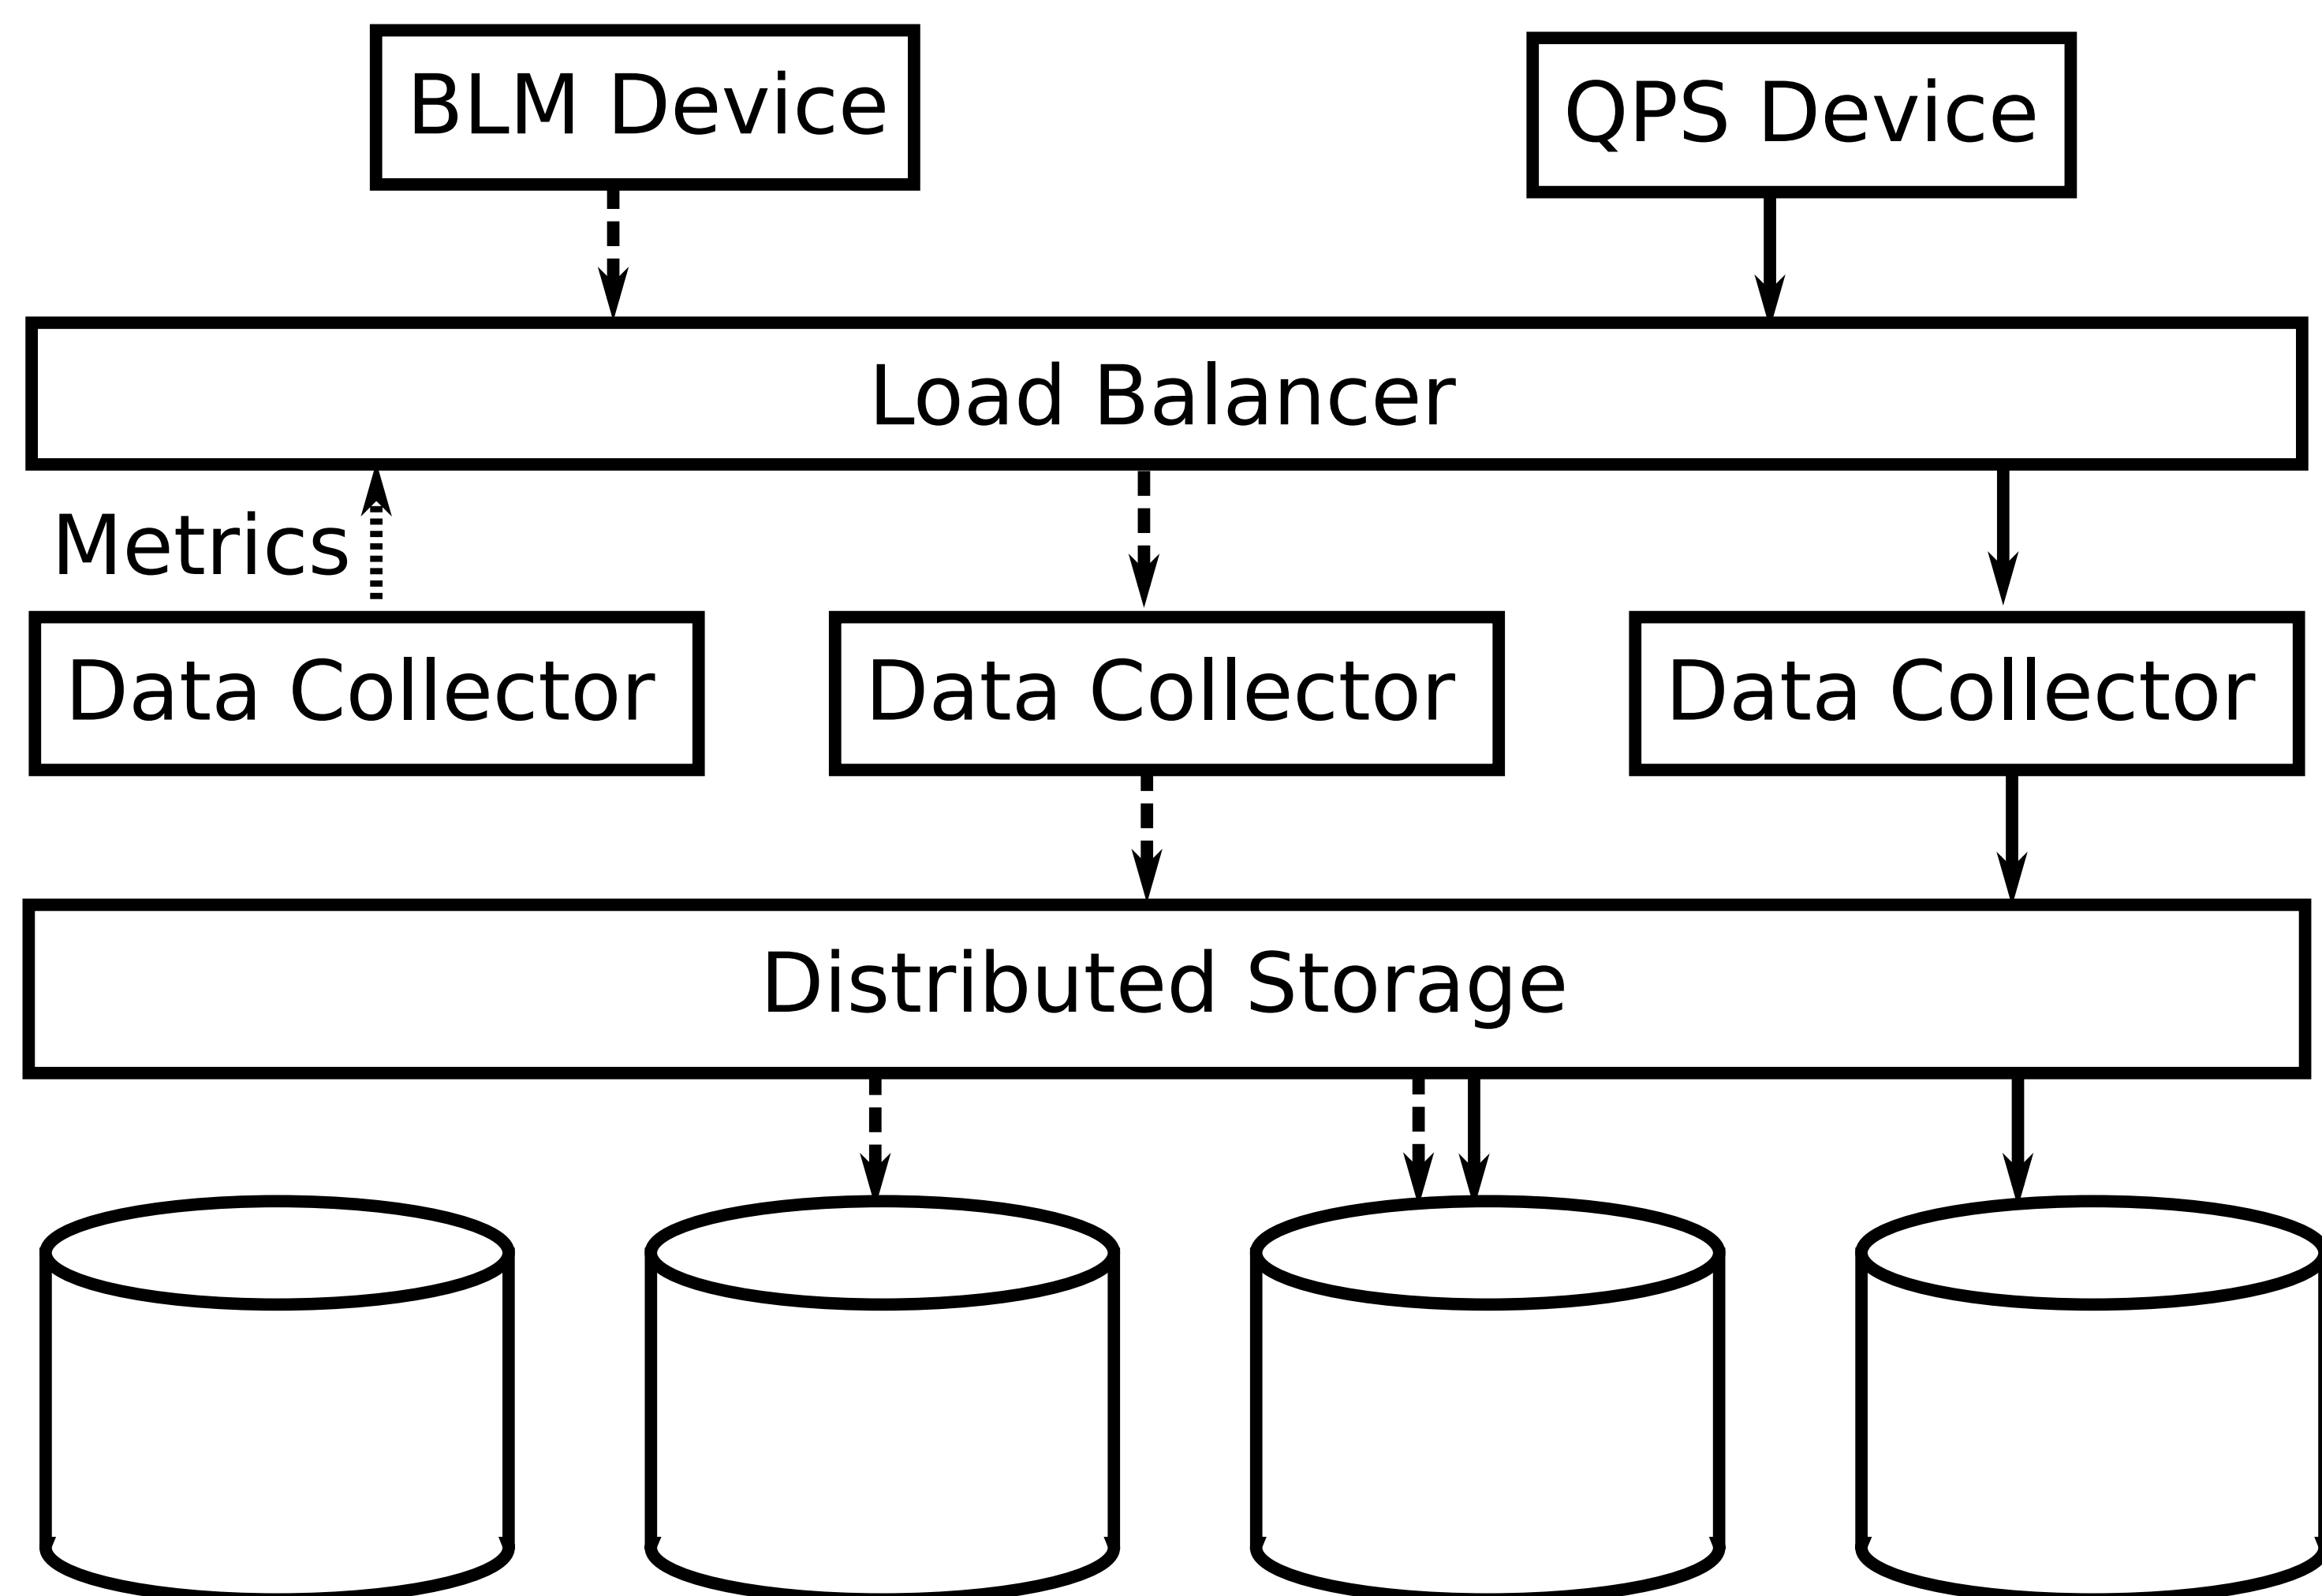 BLM Device
QPS Device
Load Balancer
Metrics
Data Collector
Data Collector
Data Collector
Distributed Storage